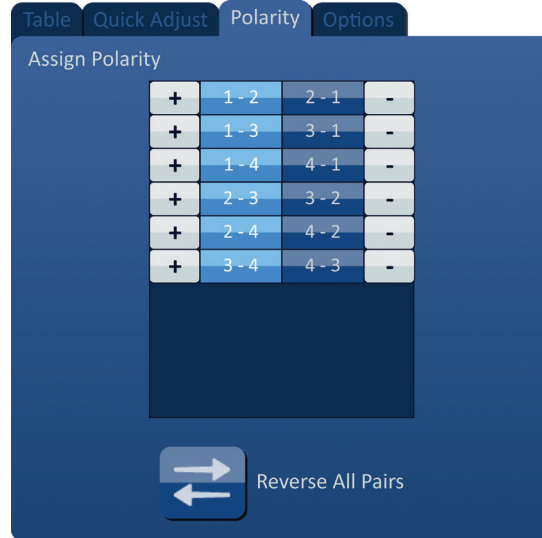 Table Quick Adjust Polarity Options
Assign Polarity
+ 1 - 2 2 - 1 -
+ 1 - 3 3 - 1 -
+ 1 - 4 4 - 1 -
+ 2 - 3 3 - 2 -
+ 2 - 4 4 - 2 -
+ 3 - 4 4 - 3 -
Reverse All Pairs